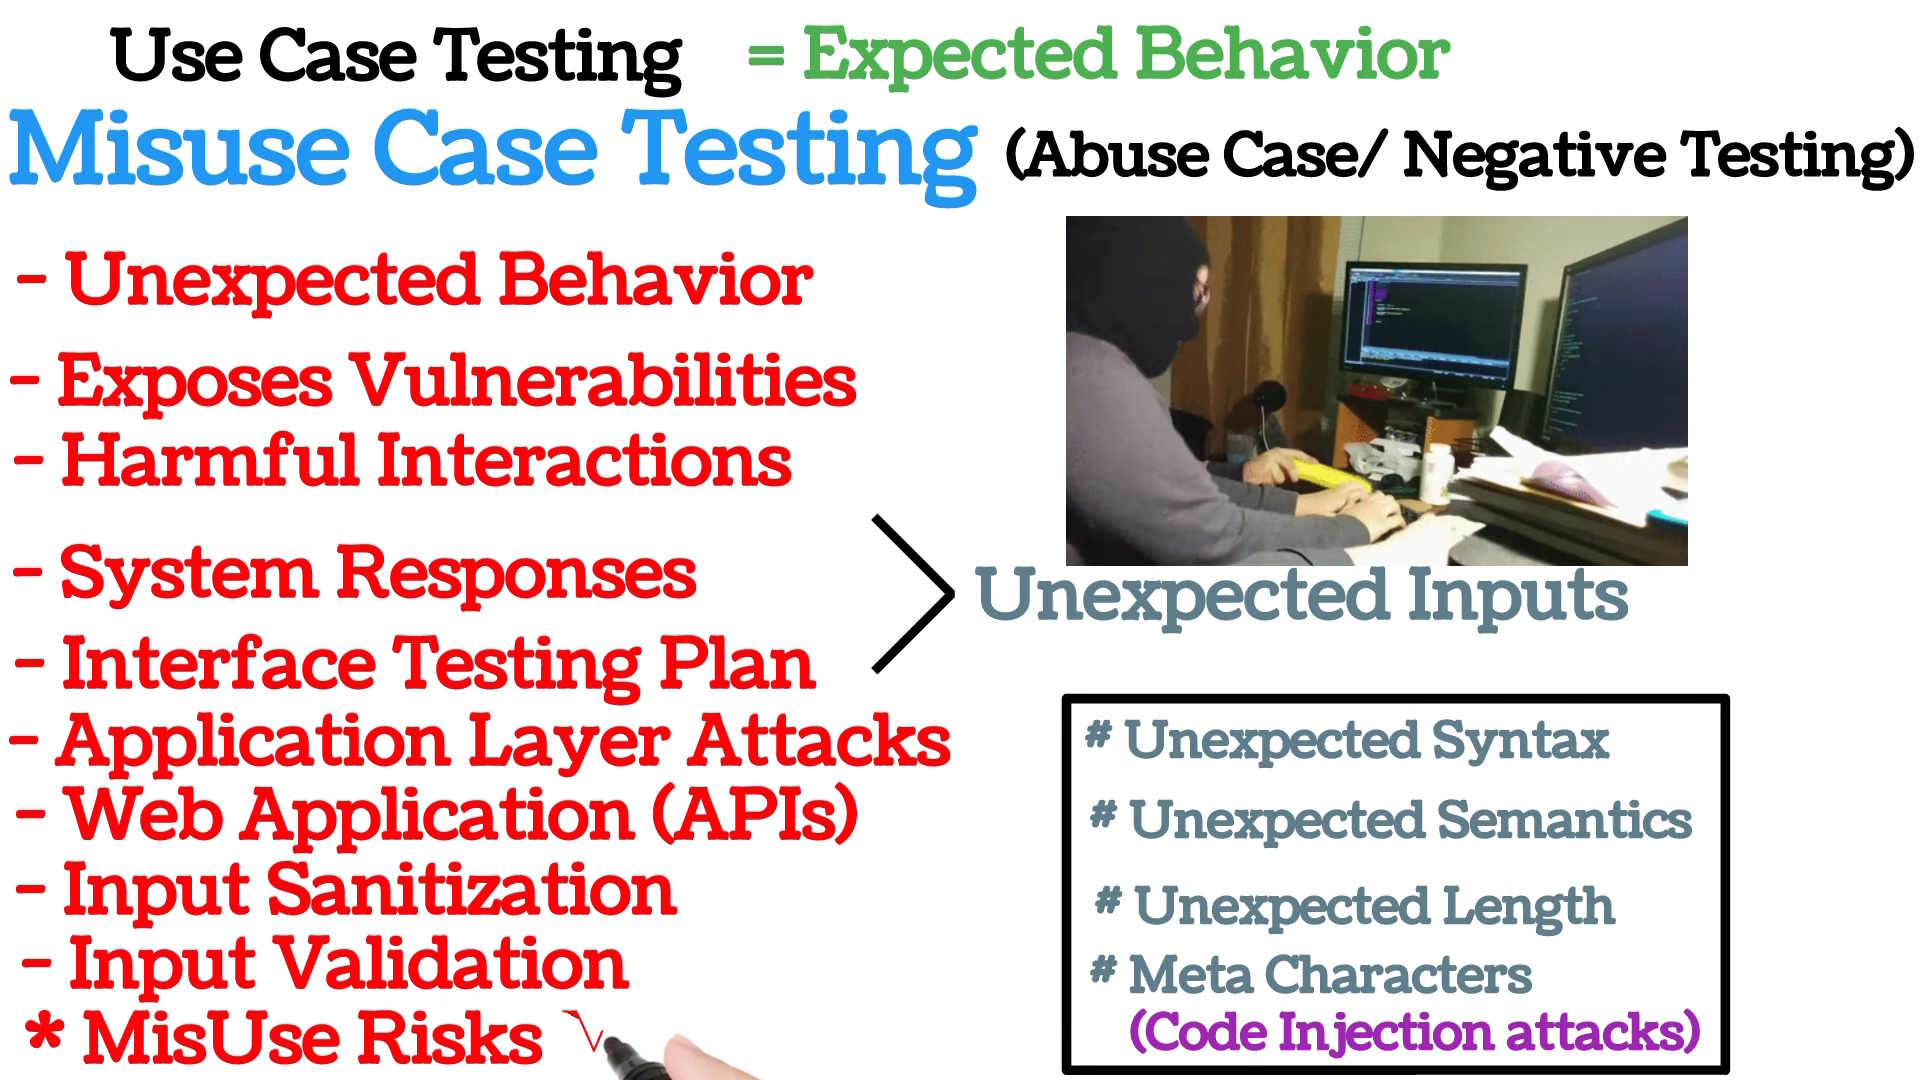 Use Case Testing = Expected Behavior
Misuse Case Testing (Abuse Case/ Negative Testing)
- Unexpected Behavior
- Exposes Vulnerabilities
- Harmful Interactions
- System Responses
- Interface Testing Plan
- Application Layer Attacks
- Web Application (APIs)
- Input Sanitization
- Input Validation
* MisUse Risks
Unexpected Inputs
# Unexpected Syntax
# Unexpected Semantics
# Unexpected Length
# Meta Characters
(Code Injection attacks)